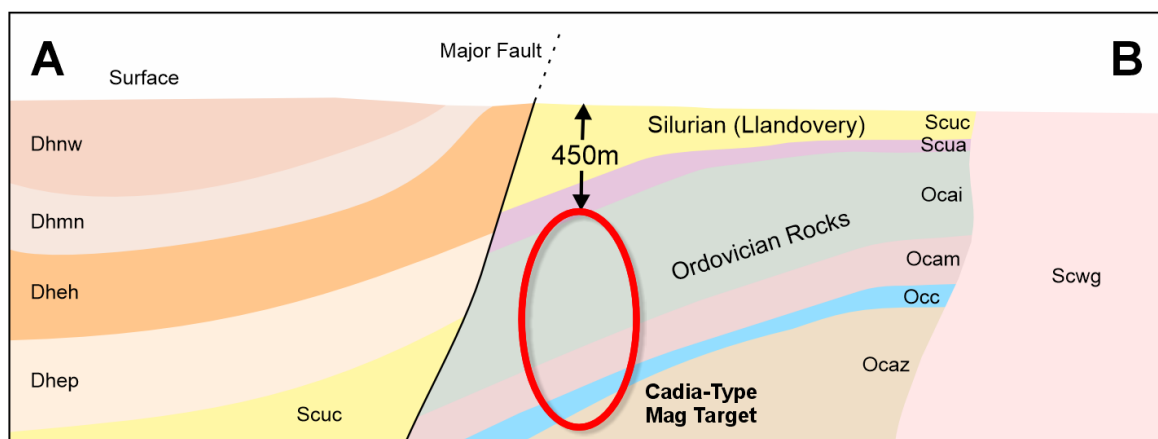 A
Major Fault
B
Surface
Silurian (Llandovery)
Scuc
Dhnw
450m
Scua
Ocai
Dhmn
Ordovician Rocks
Ocam
Scwg
Dheh
Occ
Ocaz
Dhep
Cadia-Type
Mag Target
Scuc